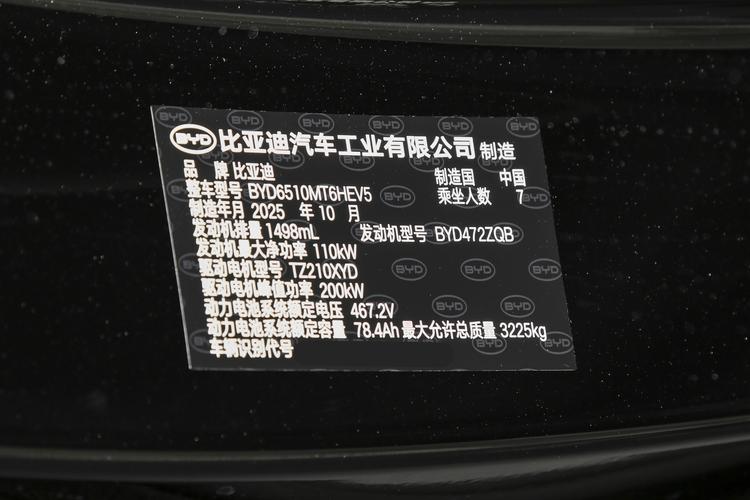 BYD 比亚迪汽车工业有限公司 制造
品 牌 比亚迪 制造国 中国
整车型号 BYD6510MT6HEV5 乘坐人数 7
制造年月 2025 年 10 月
发动机排量 1498mL 发动机型号 BYD472ZQB
发动机最大净功率 110kW
驱动电机型号 TZ210XYD
驱动电机峰值功率 200kW
动力电池系统额定电压 467.2V
动力电池系统额定容量 78.4Ah 最大允许总质量 3225kg
车辆识别代号